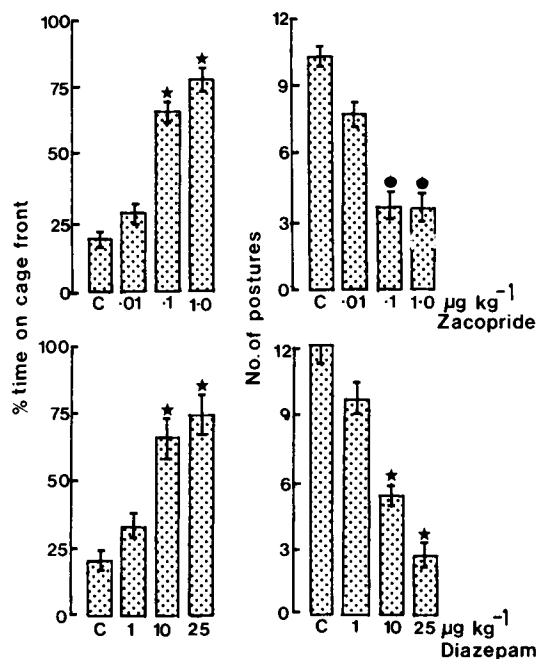 100%
75
50
25
0
C ·01 ·1 1·0
% time on cage front
12
9
6
3
0
C ·01 ·1 1·0 µg kg⁻¹
Zacopride
No. of postures
100
75
50
25
0%
C 1 10 25
12
9
6
3
0
C 1 10 25 µg kg⁻¹
Diazepam